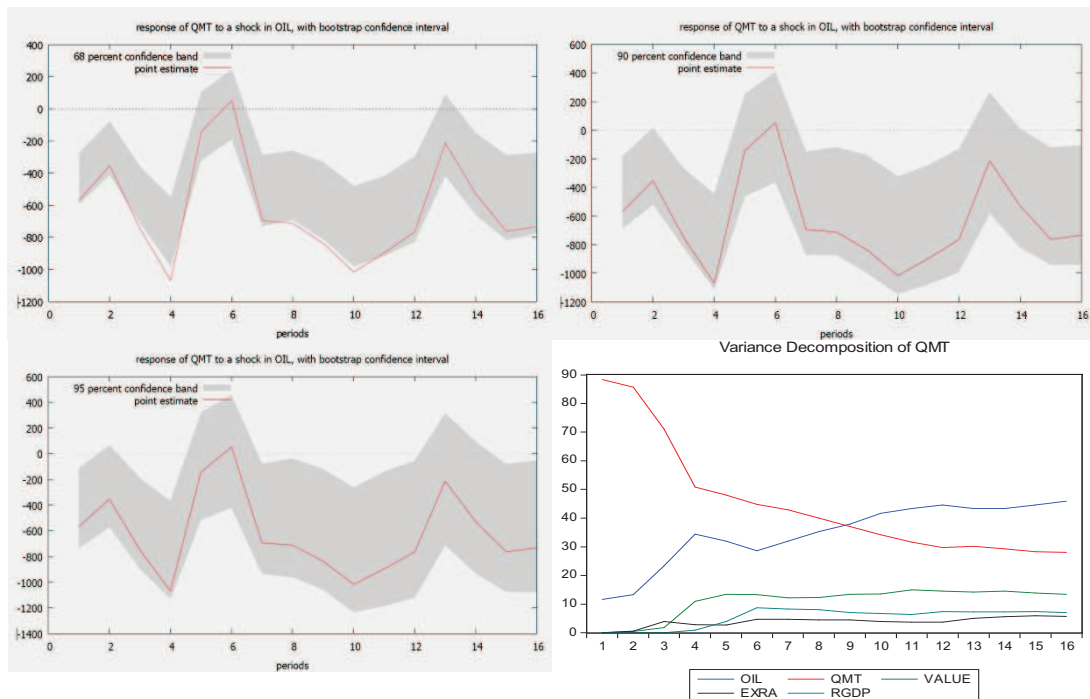 response of QMT to a shock in OIL, with bootstrap confidence interval
400
200
0
-200
-400
-600
-800
-1000
-1200
68 percent confidence band
point estimate
0 2 4 6 8 10 12 14 16
periods
response of QMT to a shock in OIL, with bootstrap confidence interval
600
400
200
0
-200
-400
-600
-800
-1000
-1200
90 percent confidence band
point estimate
0 2 4 6 8 10 12 14 16
periods
response of QMT to a shock in OIL, with bootstrap confidence interval
600
400
200
0
-200
-400
-600
-800
-1000
-1200
-1400
95 percent confidence band
point estimate
0 2 4 6 8 10 12 14 16
periods
Variance Decomposition of QMT
90
80
70
60
50
40
30
20
10
0
1 2 3 4 5 6 7 8 9 10 11 12 13 14 15 16
OIL QMT VALUE
EXRA RGDP